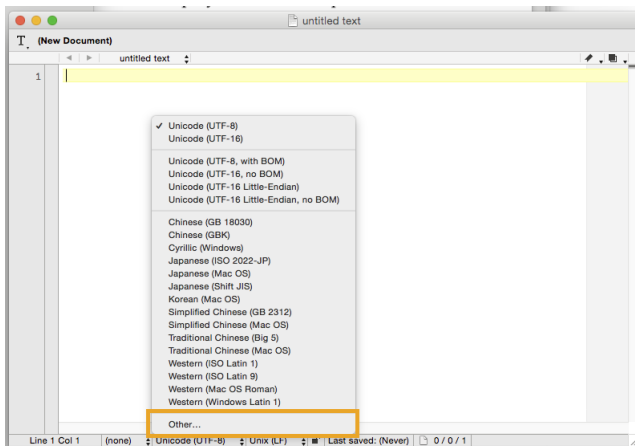 untitled text
(New Document)
untitled text
1
✓ Unicode (UTF-8)
Unicode (UTF-16)
Unicode (UTF-8, with BOM)
Unicode (UTF-16, no BOM)
Unicode (UTF-16 Little-Endian)
Unicode (UTF-16 Little-Endian, no BOM)
Chinese (GB 18030)
Chinese (GBK)
Cyrillic (Windows)
Japanese (ISO 2022-JP)
Japanese (Mac OS)
Japanese (Shift JIS)
Korean (Mac OS)
Simplified Chinese (GB 2312)
Simplified Chinese (Mac OS)
Traditional Chinese (Big 5)
Traditional Chinese (Mac OS)
Western (ISO Latin 1)
Western (ISO Latin 9)
Western (Mac OS Roman)
Western (Windows Latin 1)
Other...
Line 1 Col 1 (none) Unicode (UTF-8) Unix (LF) Last saved: (Never) 0 / 0 / 1